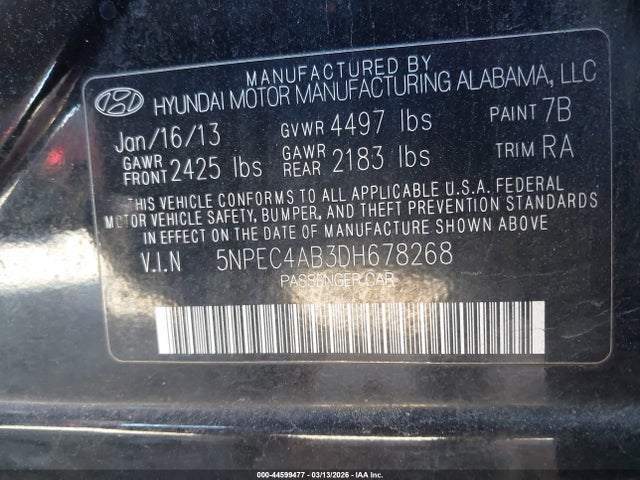 MANUFACTURED BY
HYUNDAI MOTOR MANUFACTURING ALABAMA, LLC
Jan/16/13 GVWR 4497 lbs PAINT 7B
GAWR FRONT 2425 lbs GAWR REAR 2183 lbs TRIM RA
THIS VEHICLE CONFORMS TO ALL APPLICABLE U.S.A. FEDERAL
MOTOR VEHICLE SAFETY, BUMPER, AND THEFT PREVENTION STANDARDS
IN EFFECT ON THE DATE OF MANUFACTURE SHOWN ABOVE
V.I.N 5NPEC4AB3DH678268
PASSENGER CAR
000-44599477 | 03/13/2026 | IAA Inc.